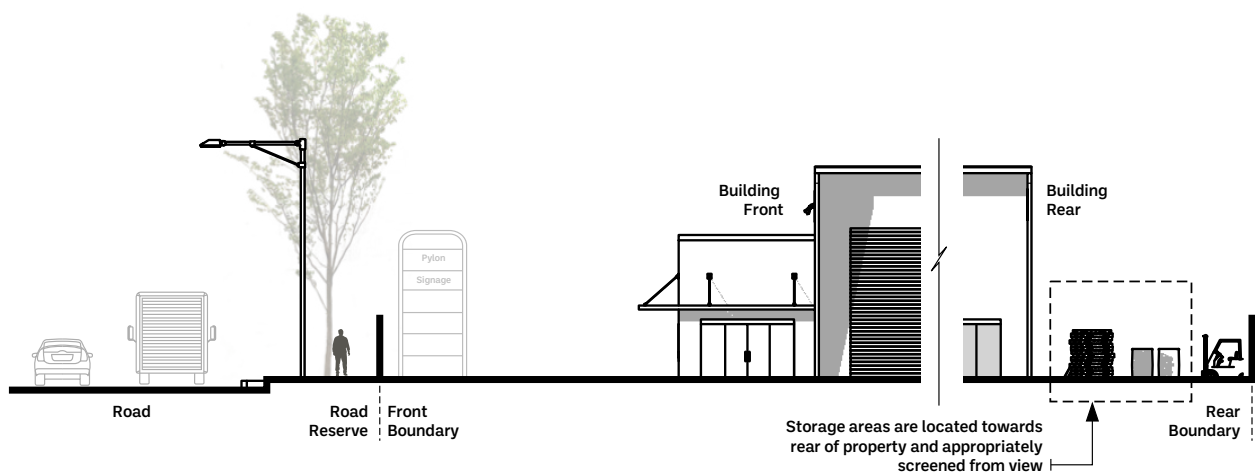 Pylon
Signage
Building
Front
Building
Rear
Road
Road
Reserve
Front
Boundary
Storage areas are located towards
rear of property and appropriately
screened from view
Rear
Boundary